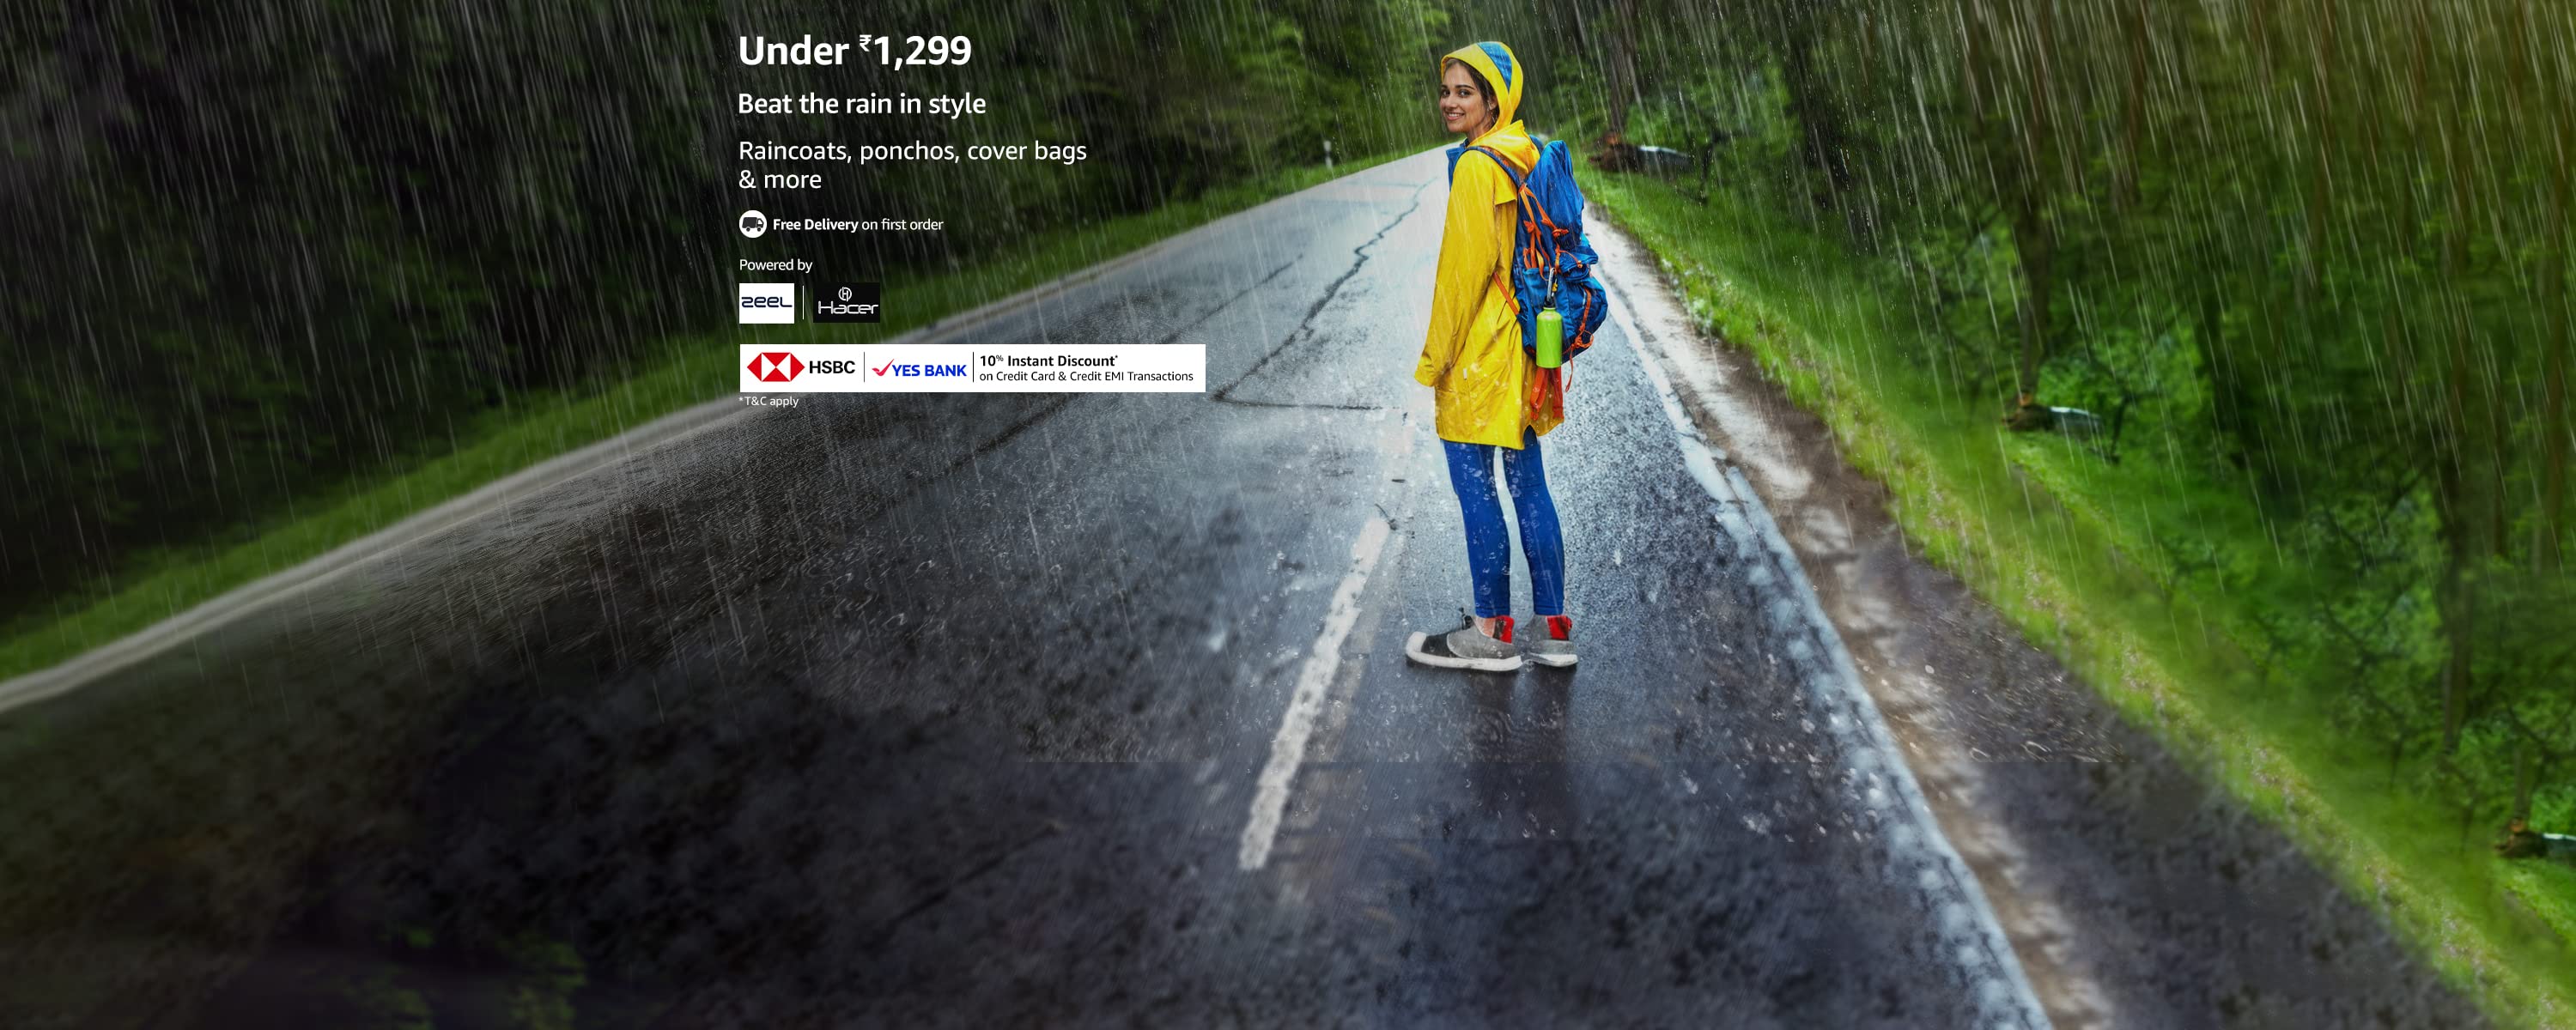 Under ₹1,299
Beat the rain in style
Raincoats, ponchos, cover bags
& more
Free Delivery on first order
Powered by
zeel
Hacer
HSBC
YES BANK
10% Instant Discount*
on Credit Card & Credit EMI Transactions
*T&C apply